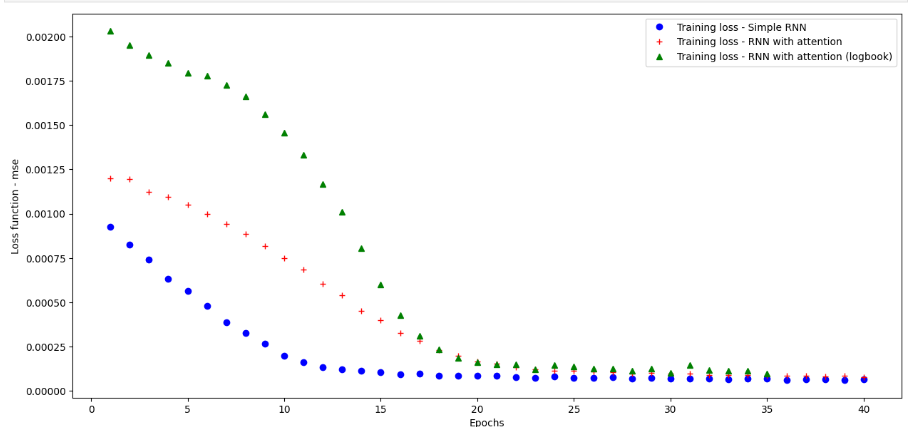 Training loss - Simple RNN
Training loss - RNN with attention
Training loss - RNN with attention (logbook)
0.00200
0.00175
0.00150
0.00125
0.00100
0.00075
0.00050
0.00025
0.00000
Loss function - mse
0 5 10 15 20 25 30 35 40
Epochs